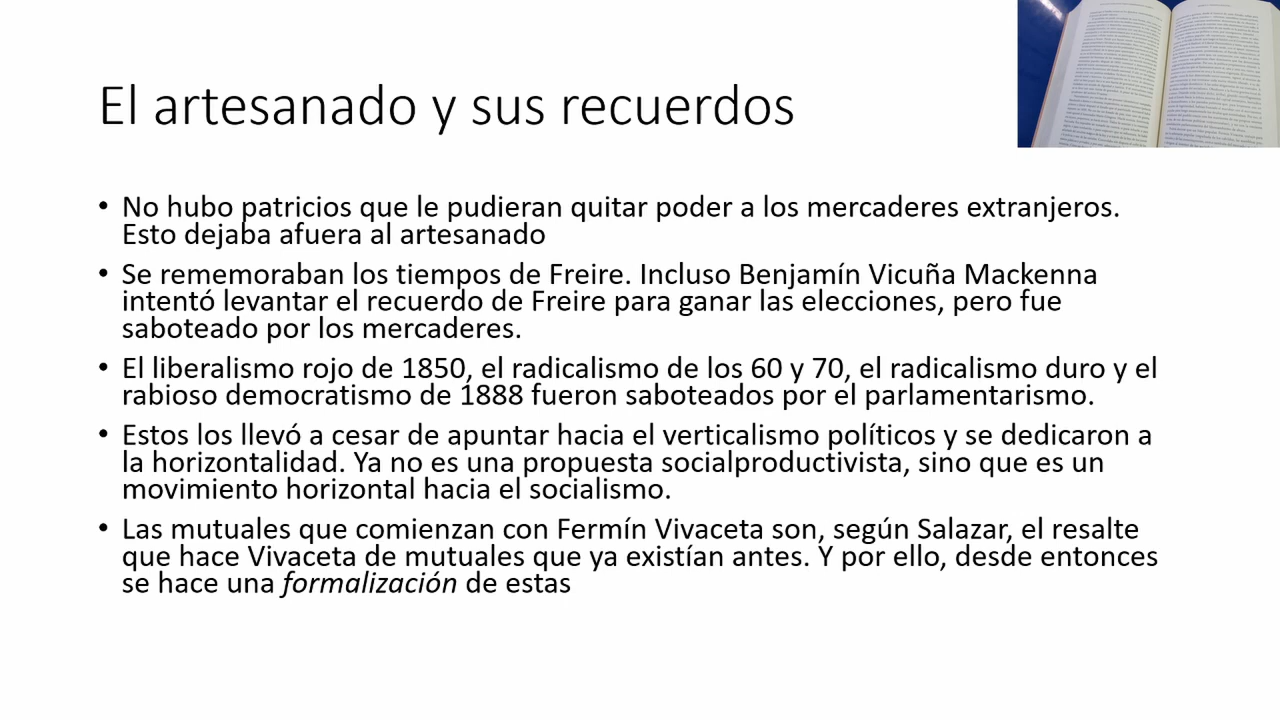 El artesanado y sus recuerdos
• No hubo patricios que le pudieran quitar poder a los mercaderes extranjeros.
Esto dejaba afuera al artesanado
• Se rememoraban los tiempos de Freire. Incluso Benjamín Vicuña Mackenna
intentó levantar el recuerdo de Freire para ganar las elecciones, pero fue
saboteado por los mercaderes.
• El liberalismo rojo de 1850, el radicalismo de los 60 y 70, el radicalismo duro y el
rabioso democratismo de 1888 fueron saboteados por el parlamentarismo.
• Estos los llevó a cesar de apuntar hacia el verticalismo políticos y se dedicaron a
la horizontalidad. Ya no es una propuesta socialproductivista, sino que es un
movimiento horizontal hacia el socialismo.
• Las mutuales que comienzan con Fermín Vivaceta son, según Salazar, el resalte
que hace Vivaceta de mutuales que ya existían antes. Y por ello, desde entonces
se hace una formalización de estas